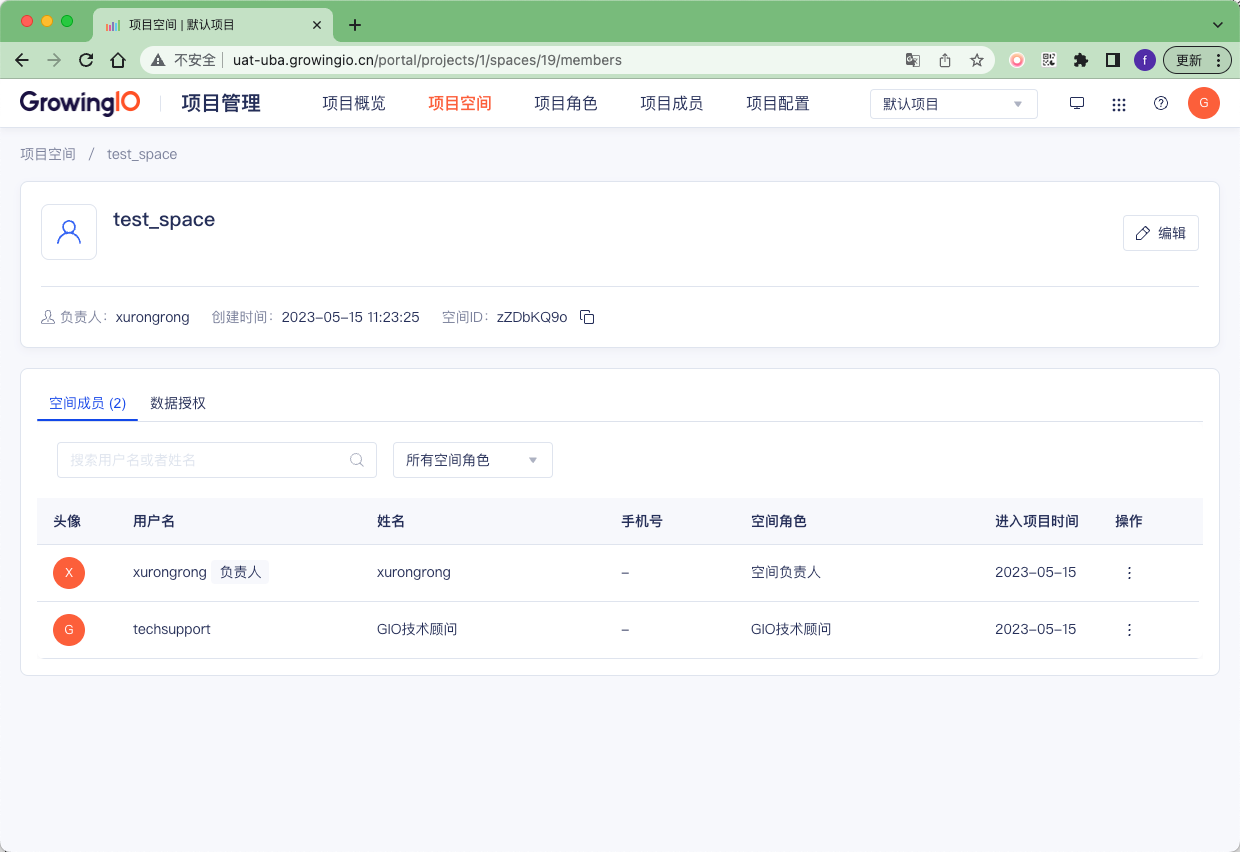 项目空间 | 默认项目
不安全 uat-uba.growingio.cn/portal/projects/1/spaces/19/members f 更新
GrowingIO 项目管理 项目概览 项目空间 项目角色 项目成员 项目配置 默认项目 G
项目空间 / test_space
test_space
编辑
负责人: xurongrong 创建时间: 2023-05-15 11:23:25 空间ID: zZDbKQ9o
空间成员 (2) 数据授权
搜索用户名或者姓名 所有空间角色
头像 用户名 姓名 手机号 空间角色 进入项目时间 操作
X xurongrong 负责人 xurongrong – 空间负责人 2023-05-15
G techsupport GIO技术顾问 – GIO技术顾问 2023-05-15